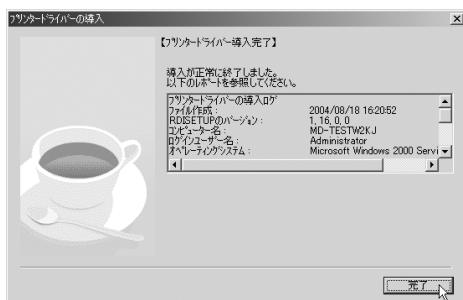 プリンタードライバーの導入
【プリンタードライバー導入完了】
導入が正常に終了しました。
以下のレポートを参照してください。
プリンタードライバーの導入ログ
ファイル作成 : 2004/08/18 16:20:52
RDISETUPのバージョン : 1, 16, 0, 0
コンピューター名 : MD-TESTW2KJ
ログインユーザー名 : Administrator
オペレーティングシステム : Microsoft Windows 2000 Servi
完了